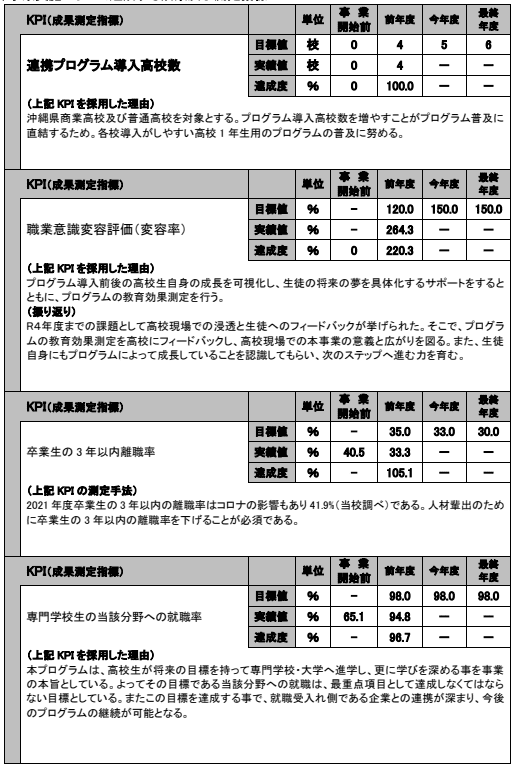 KPI(成果測定指標) 単位 事業開始前 前年度 今年度 最終年度
連携プログラム導入高校数
目標値 校 0 4 5 6
実績値 校 0 4 － －
達成度 % 0 100.0 － －
(上記 KPI を採用した理由)
沖縄県商業高校及び普通高校を対象とする。プログラム導入高校数を増やすことがプログラム普及に
直結するため。各校導入がしやすい高校1年生用のプログラムの普及に努める。
KPI(成果測定指標) 単位 事業開始前 前年度 今年度 最終年度
職業意識変容評価(変容率)
目標値 % － 120.0 150.0 150.0
実績値 % － 264.3 － －
達成度 % 0 220.3 － －
(上記 KPI を採用した理由)
プログラム導入前後の高校生自身の成長を可視化し、生徒の将来の夢を具体化するサポートをすると
ともに、プログラムの教育効果測定を行う。
(振り返り)
R4年度までの課題として高校現場での浸透と生徒へのフィードバックが挙げられた。そこで、プログラ
ムの教育効果測定を高校にフィードバックし、高校現場での本事業の意義と広がりを図る。また、生徒
自身にもプログラムによって成長していることを認識してもらい、次のステップへ進む力を育む。
KPI(成果測定指標) 単位 事業開始前 前年度 今年度 最終年度
卒業生の3年以内離職率
目標値 % － 35.0 33.0 30.0
実績値 % 40.5 33.3 － －
達成度 % － 105.1 － －
(上記 KPI の測定手法)
2021年度卒業生の3年以内の離職率はコロナの影響もあり41.9%(当校調べ)である。人材輩出のため
に卒業生の3年以内の離職率を下げることが必須である。
KPI(成果測定指標) 単位 事業開始前 前年度 今年度 最終年度
専門学校生の当該分野への就職率
目標値 % － 98.0 98.0 98.0
実績値 % 65.1 94.8 － －
達成度 % － 96.7 － －
(上記 KPI を採用した理由)
本プログラムは、高校生が将来の目標を持って専門学校・大学へ進学し、更に学びを深める事を事業
の本旨としている。よってその目標である当該分野への就職は、最重点項目として達成しなくてはなら
ない目標としている。またこの目標を達成する事で、就職受入れ側である企業との連携が深まり、今後
のプログラムの継続が可能となる。